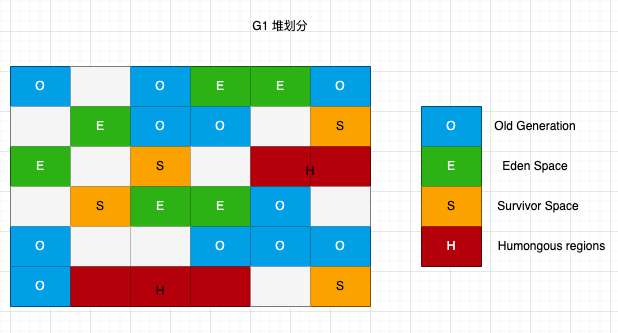 G1 堆划分
O O E E O
E O O S
E S H
S E E O
O O O O
O H S
O Old Generation
E Eden Space
S Survivor Space
H Humongous regions